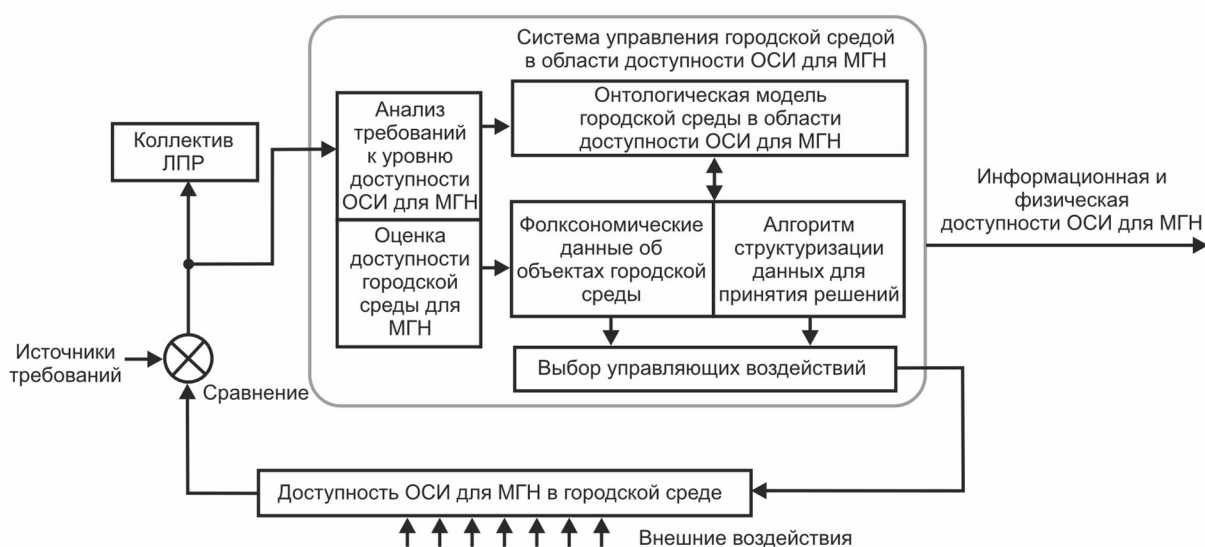 Система управления городской средой
в области доступности ОСИ для МГН
Анализ
требований
к уровню
доступности
ОСИ для МГН
Онтологическая модель
городской среды в области
доступности ОСИ для МГН
Коллектив
ЛПР
Информационная и
физическая
доступности ОСИ для МГН
Оценка
доступности
городской
среды для
МГН
Фолксономические
данные об
объектах городской
среды
Алгоритм
структуризации
данных для
принятия решений
Источники
требований
Сравнение
Выбор управляющих воздействий
Доступность ОСИ для МГН в городской среде
Внешние воздействия